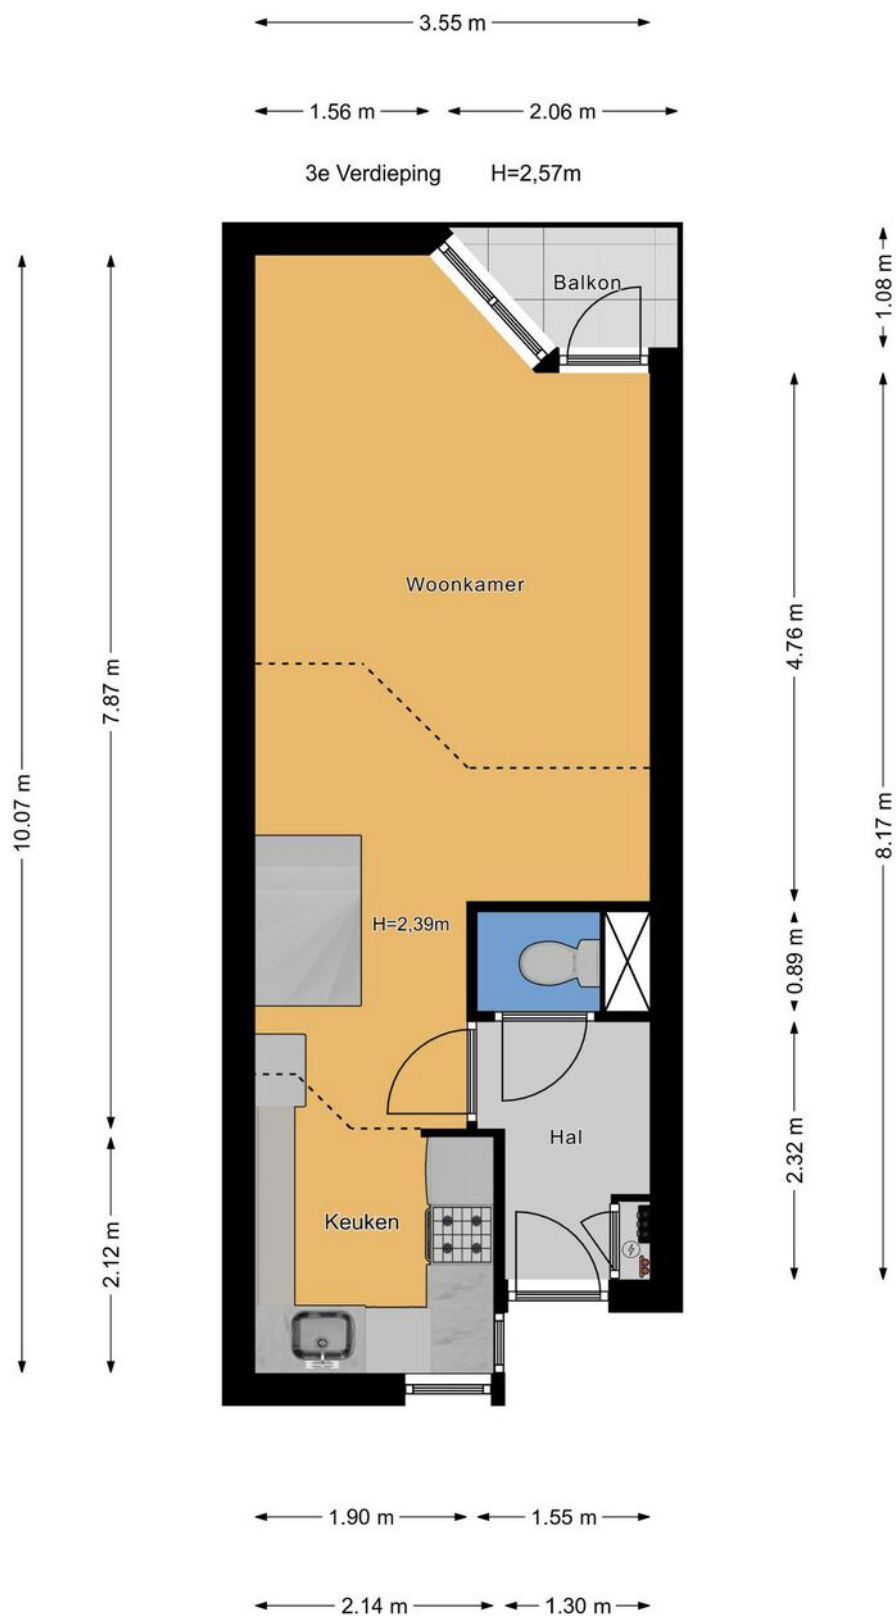 3.55 m
1.56 m
2.06 m
3e Verdieping H=2,57m
1.08 m
Balkon
Woonkamer
4.76 m
7.87 m
10.07 m
8.17 m
H=2,39m
0.89 m
Hal
2.32 m
Keuken
2.12 m
1.90 m
1.55 m
2.14 m
1.30 m